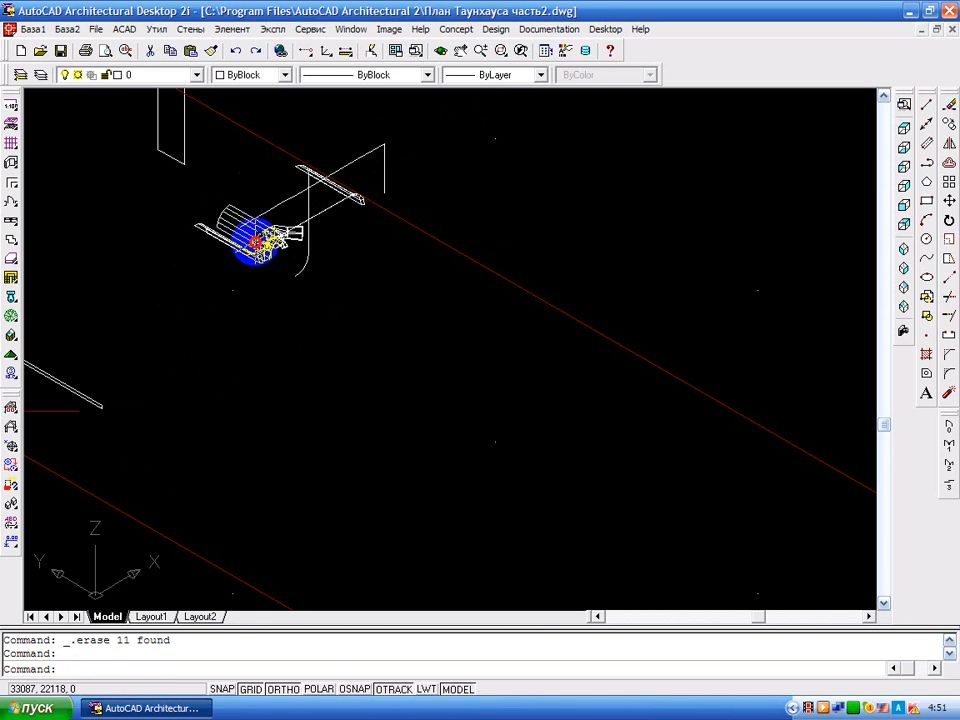 AutoCAD Architectural Desktop 2i - [C:\Program Files\AutoCAD Architectural 2\План Таунхауса часть2.dwg]
База1 База2 File ACAD Утил Стены Элемент Экспл Сервис Window Image Help Concept Design Documentation Desktop Help
0 ByBlock ByBlock ByLayer ByColor
Z
Y X
Model Layout1 Layout2
Command: _.erase 11 found
Command:
Command:
33087, 22118, 0 SNAP GRID ORTHO POLAR OSNAP OTRACK LWT MODEL
пуск AutoCAD Architectur... 4:51